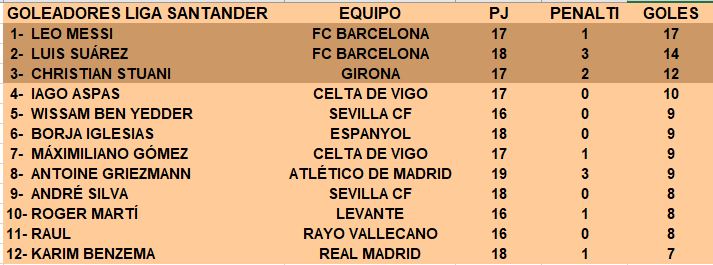 GOLEADORES LIGA SANTANDER EQUIPO PJ PENALTI GOLES
1- LEO MESSI FC BARCELONA 17 1 17
2- LUIS SUÁREZ FC BARCELONA 18 3 14
3- CHRISTIAN STUANI GIRONA 17 2 12
4- IAGO ASPAS CELTA DE VIGO 17 0 10
5- WISSAM BEN YEDDER SEVILLA CF 16 0 9
6- BORJA IGLESIAS ESPANYOL 18 0 9
7- MÁXIMILIANO GÓMEZ CELTA DE VIGO 17 1 9
8- ANTOINE GRIEZMANN ATLÉTICO DE MADRID 19 3 9
9- ANDRÉ SILVA SEVILLA CF 18 0 8
10- ROGER MARTÍ LEVANTE 16 1 8
11- RAUL RAYO VALLECANO 16 0 8
12- KARIM BENZEMA REAL MADRID 18 1 7